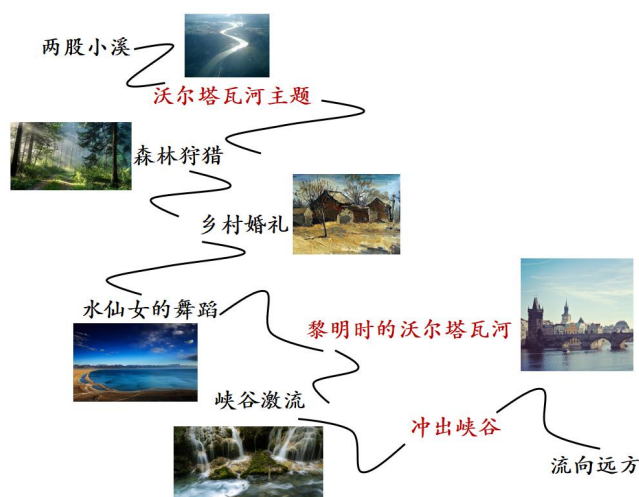 两股小溪
沃尔塔瓦河主题
森林狩猎
乡村婚礼
水仙女的舞蹈
黎明时的沃尔塔瓦河
峡谷激流
冲出峡谷
流向远方